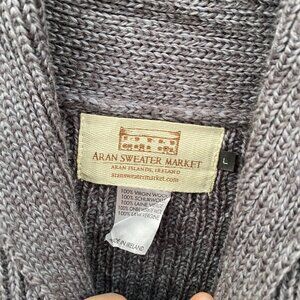 ARAN SWEATER MARKET
ARAN ISLANDS, IRELAND
aransweatermarket.com
L
100% VIRGIN WOOL
100% SCHURWOLLE
100% LAINE
100%
100% LANA VERGINE
MADE IN IRELAND